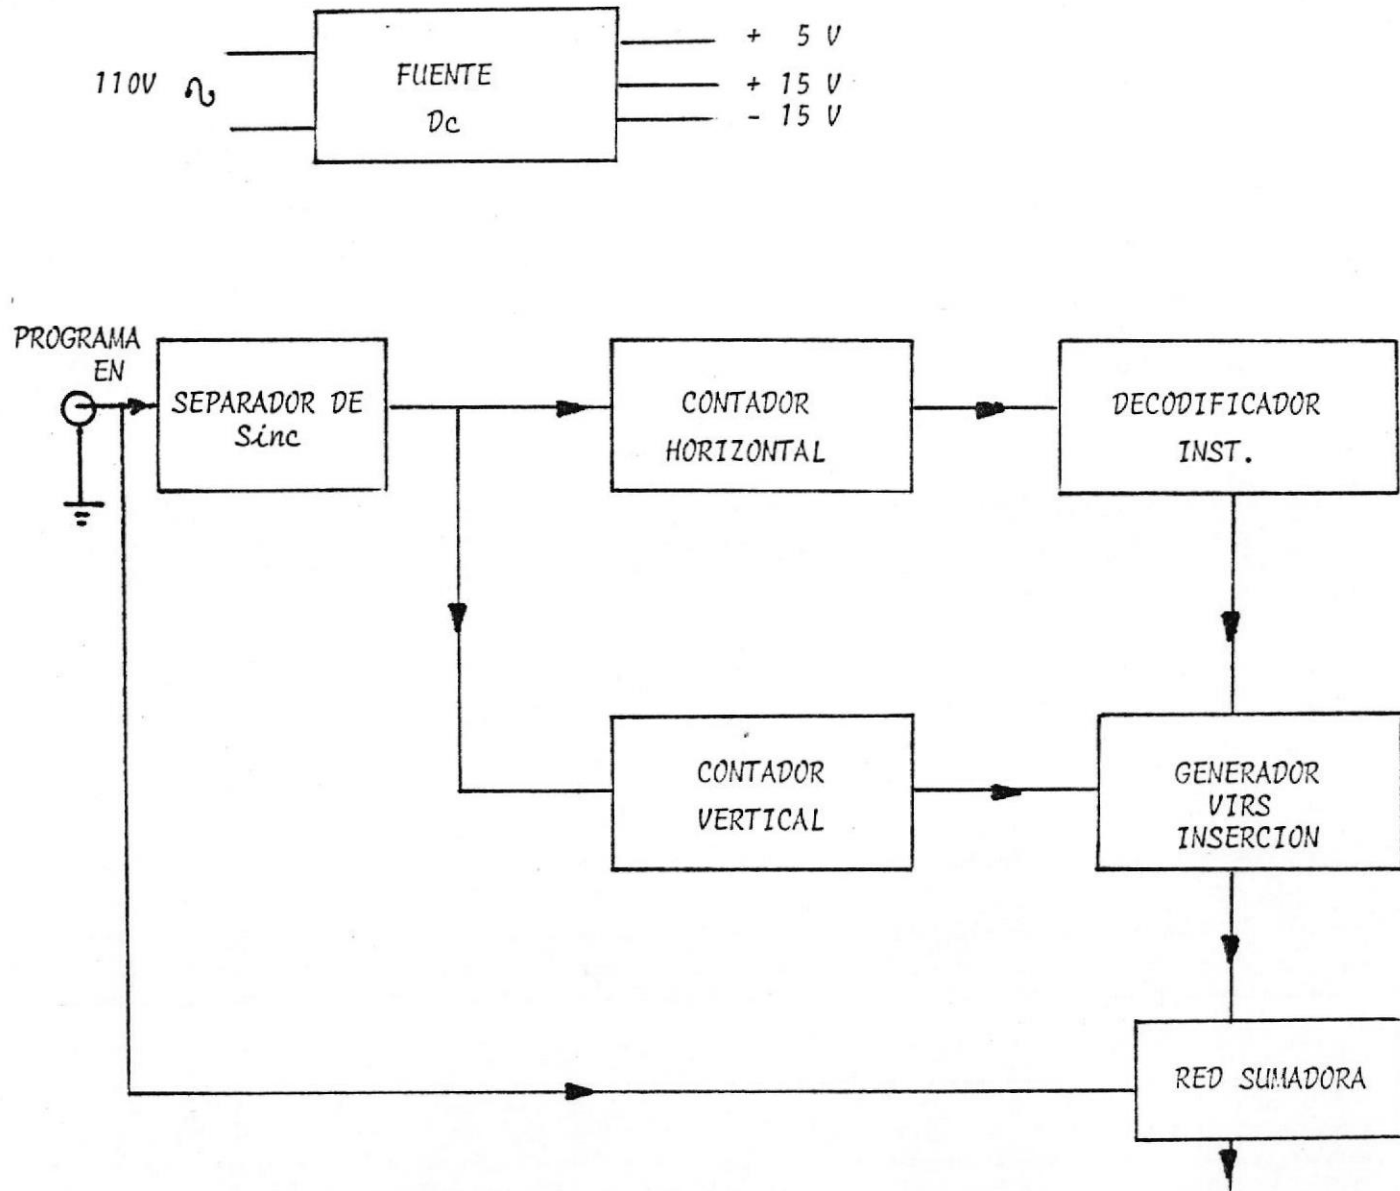 110V
FUENTE
Dc
+ 5 V
+ 15 V
- 15 V
PROGRAMA
EN
SEPARADOR DE
Sinc
CONTADOR
HORIZONTAL
DECODIFICADOR
INST.
CONTADOR
VERTICAL
GENERADOR
VIRS
INSERCION
RED SUMADORA